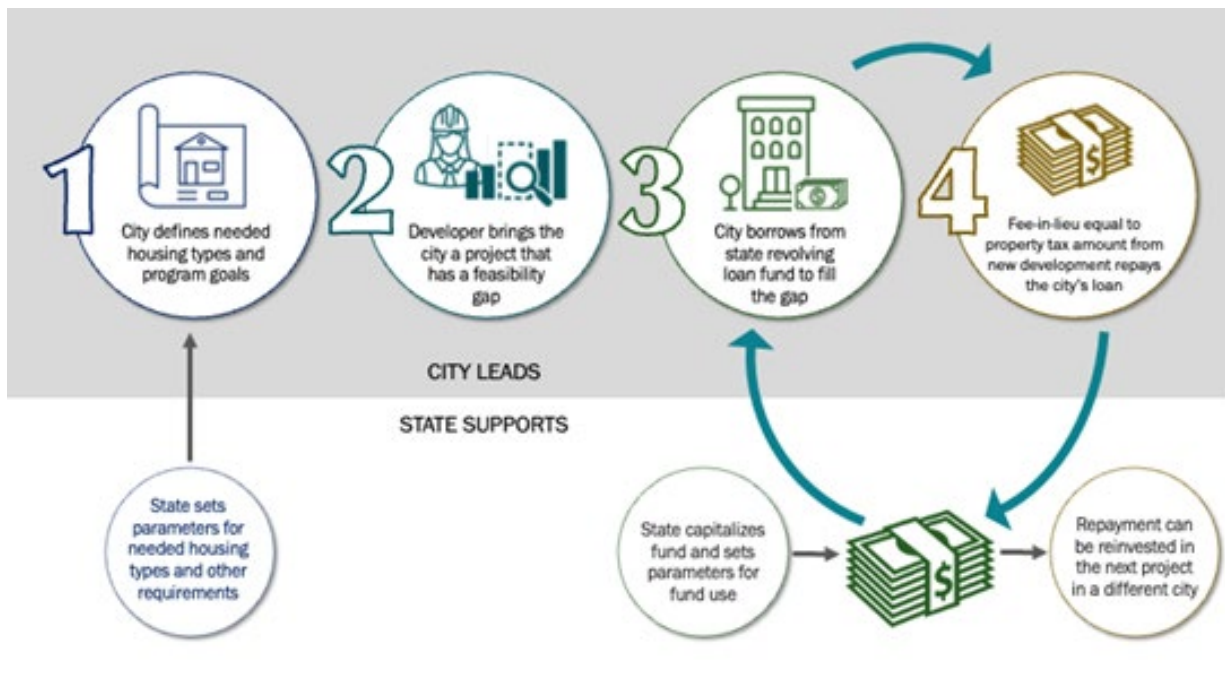 1
City defines needed
housing types and
program goals
2
Developer brings the
city a project that
has a feasibility
gap
3
City borrows from
state revolving
loan fund to fill
the gap
4
$
Fee-in-lieu equal to
property tax amount from
new development repays
the city's loan
CITY LEADS
STATE SUPPORTS
State sets
parameters for
needed housing
types and other
requirements
State capitalizes
fund and sets
parameters for
fund use
$
Repayment can
be reinvested in
the next project
in a different city